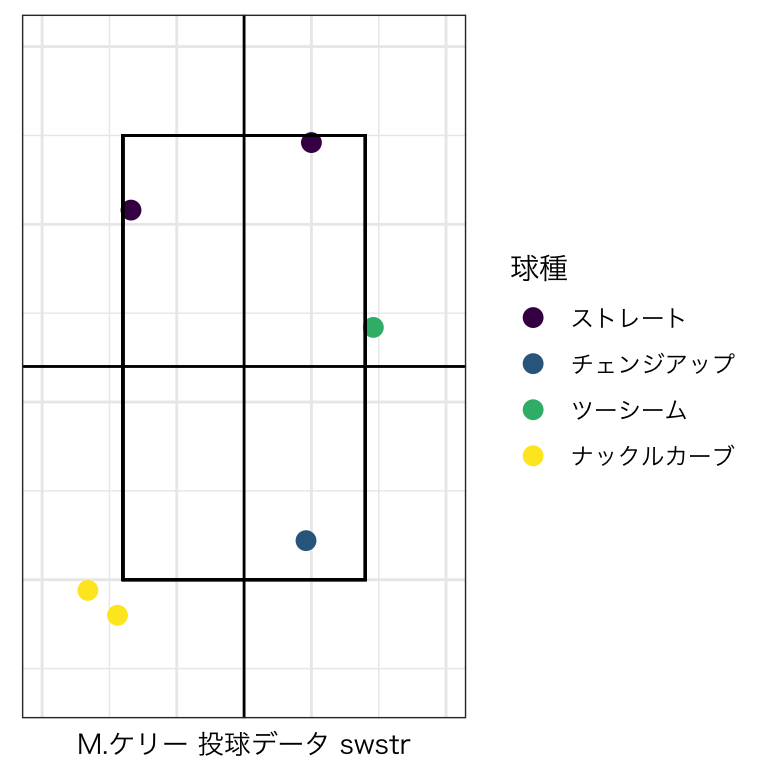 球種
ストレート
チェンジアップ
ツーシーム
ナックルカーブ
M.ケリー 投球データ swstr